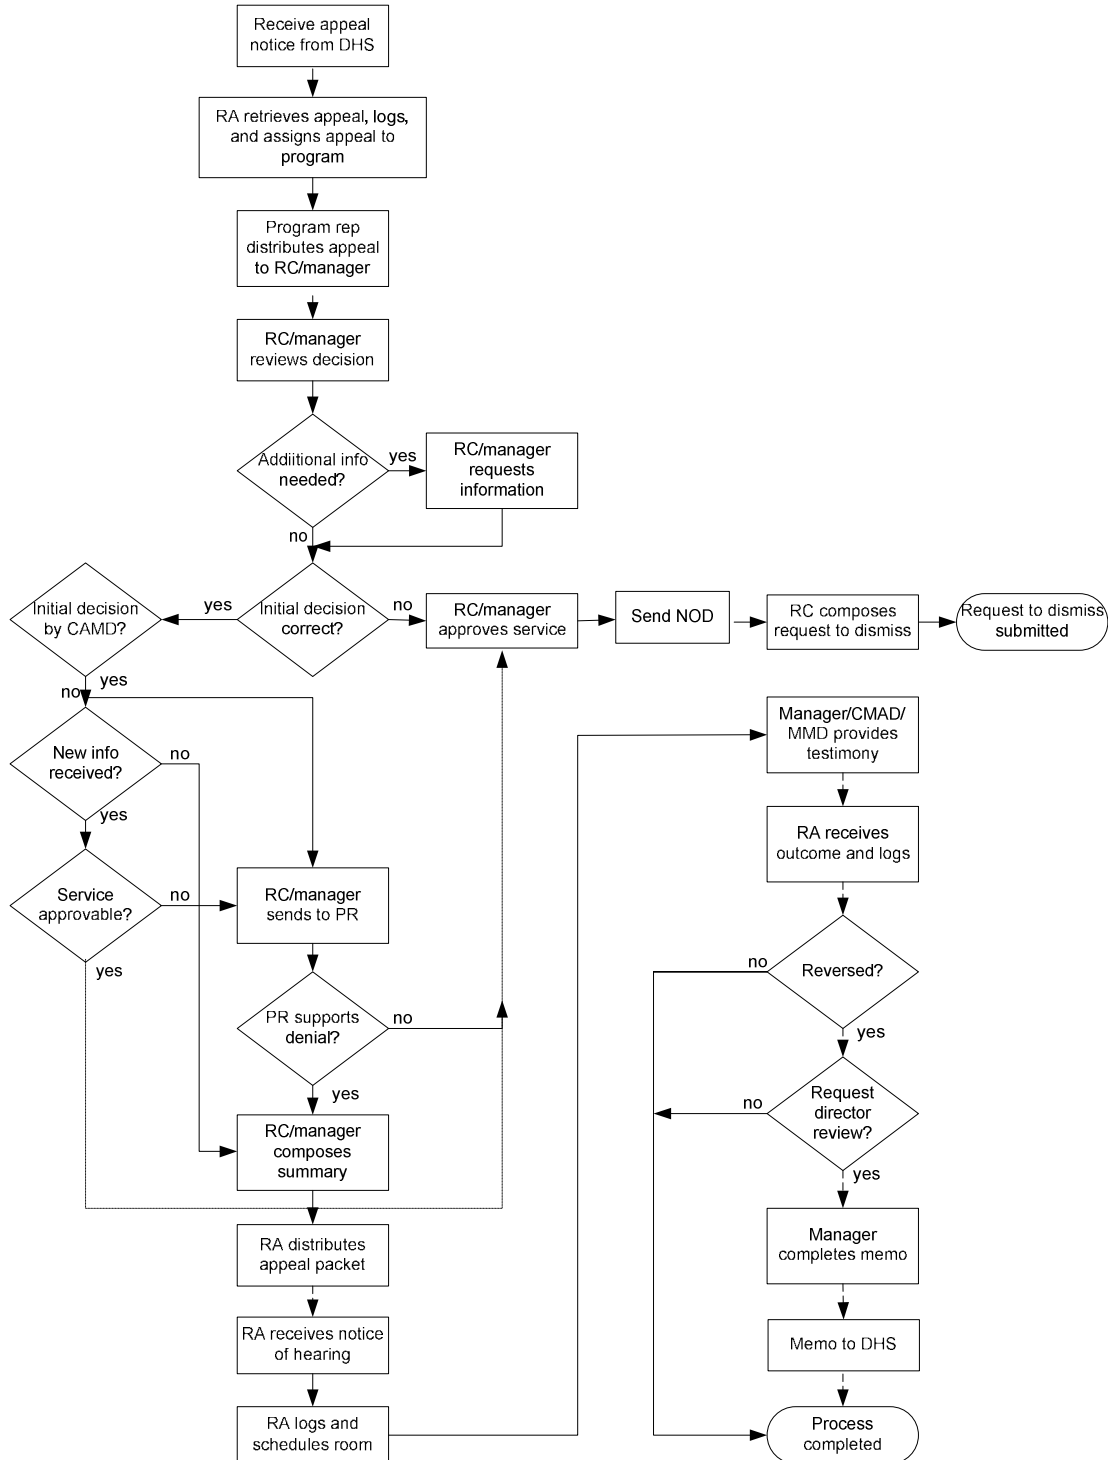 Receive appeal
notice from DHS
RA retrieves appeal, logs,
and assigns appeal to
program
Program rep
distributes appeal
to RC/manager
RC/manager
reviews decision
Addiitional info
needed?
yes
RC/manager
requests
information
no
Initial decision
by CAMD?
yes
Initial decision
correct?
no
RC/manager
approves service
Send NOD
RC composes
request to dismiss
Request to dismiss
submitted
yes
no
New info
received?
no
Manager/CMAD/
MMD provides
testimony
yes
RA receives
outcome and logs
Service
approvable?
no
RC/manager
sends to PR
yes
no
Reversed?
PR supports
denial?
no
yes
yes
Request
director
review?
no
RC/manager
composes
summary
yes
RA distributes
appeal packet
Manager
completes memo
RA receives notice
of hearing
Memo to DHS
RA logs and
schedules room
Process
completed